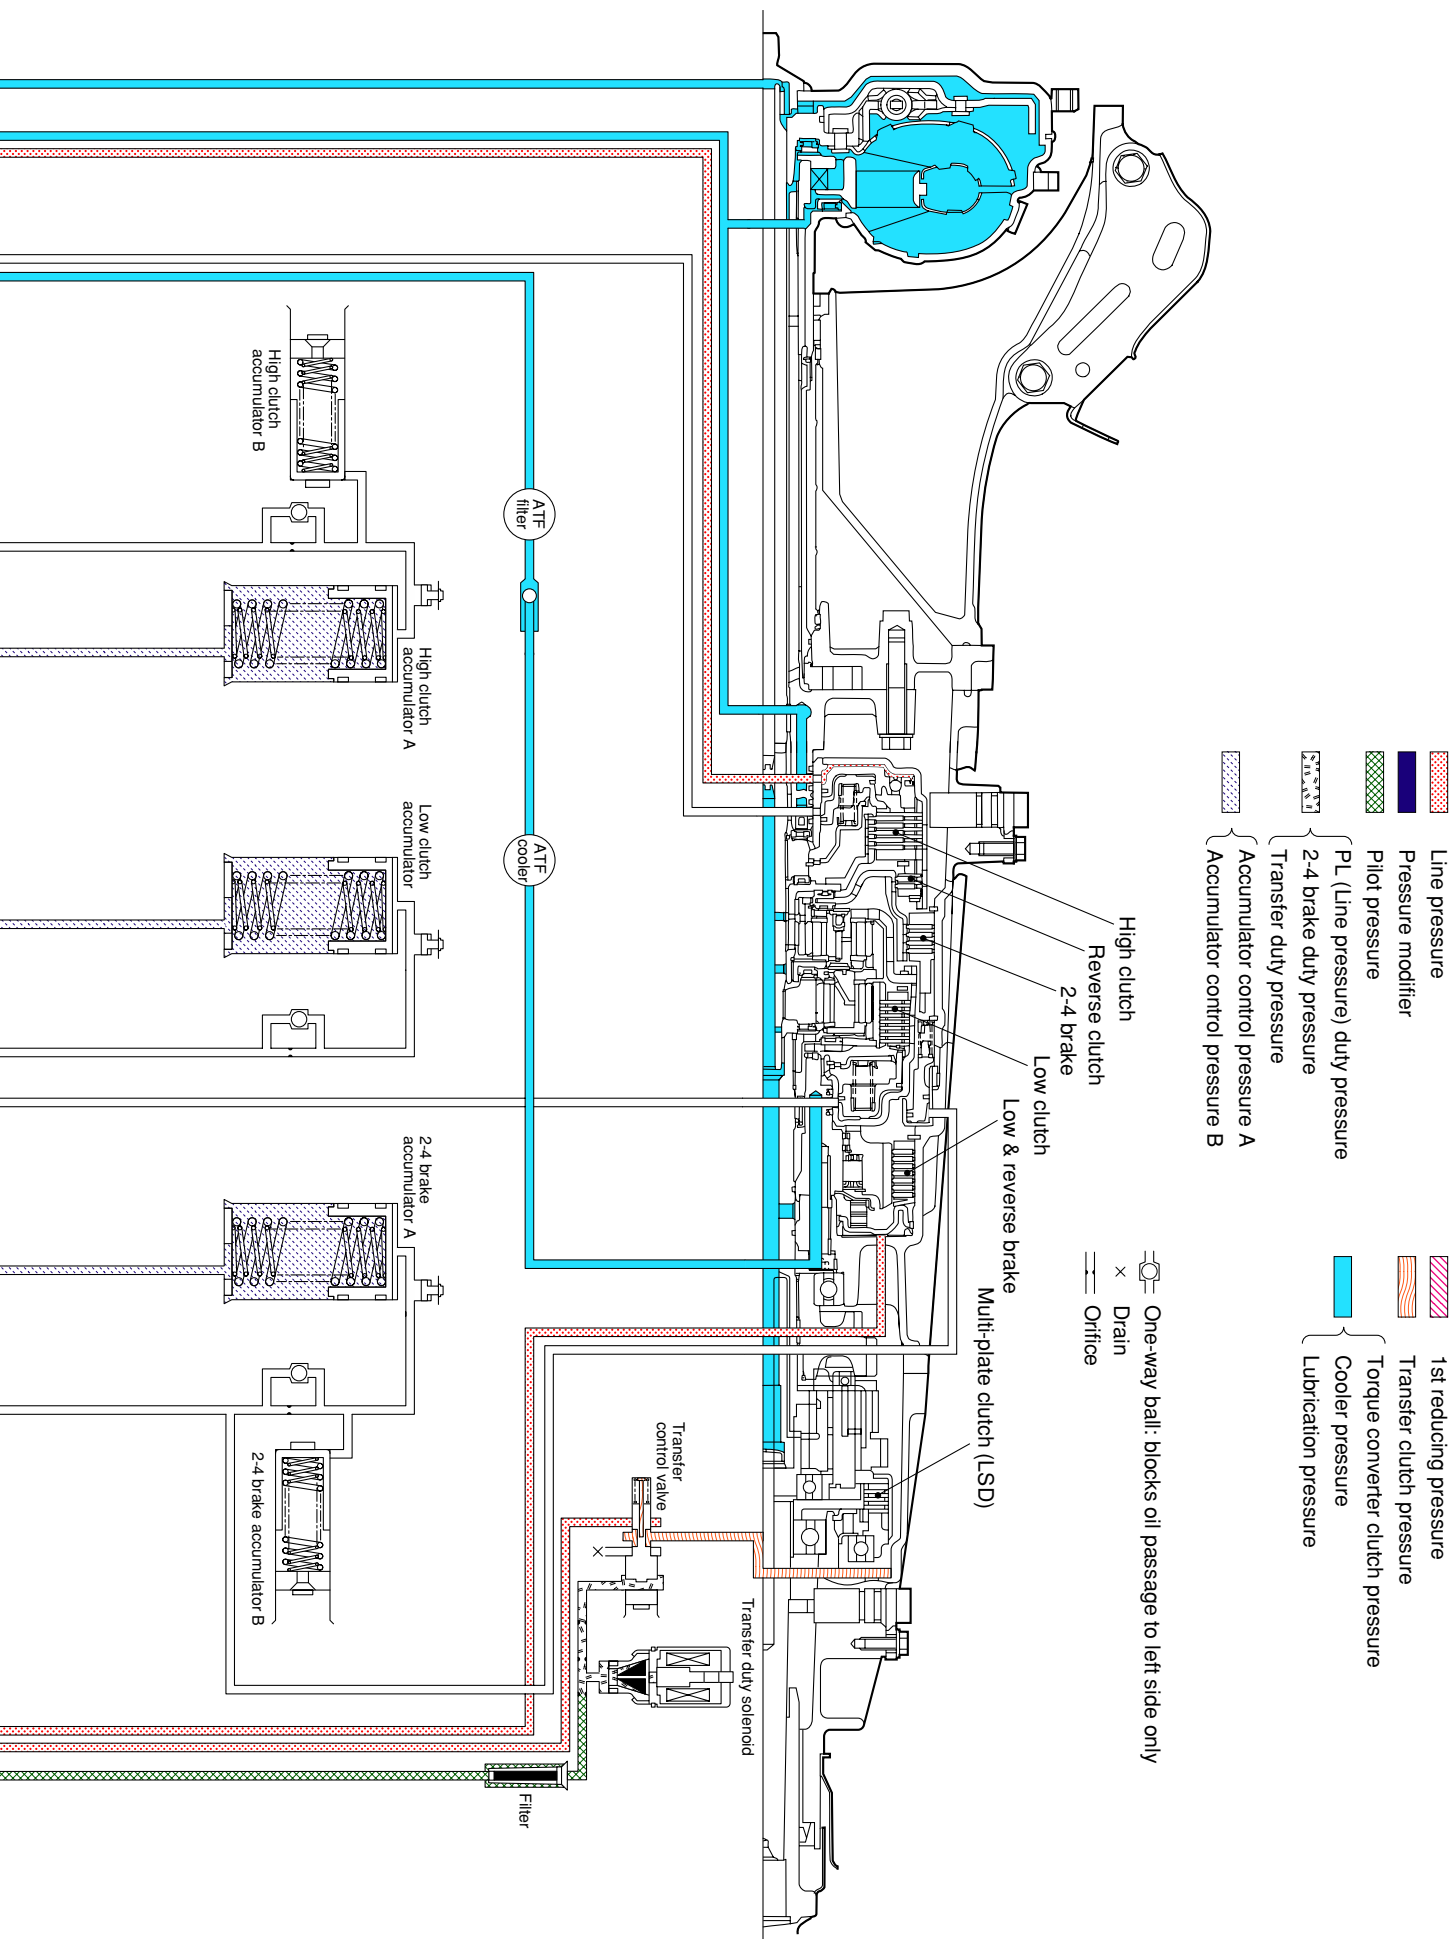 Line pressure
Pressure modifier
Pilot pressure
PL (Line pressure) duty pressure
2-4 brake duty pressure
Transfer duty pressure
Accumulator control pressure A
Accumulator control pressure B
1st reducing pressure
Transfer clutch pressure
Torque converter clutch pressure
Cooler pressure
Lubrication pressure
One-way ball: blocks oil passage to left side only
Drain
Orifice
High clutch
Reverse clutch
2-4 brake
Low clutch
Low & reverse brake
Multi-plate clutch (LSD)
ATF
filter
ATF
cooler
Transfer duty solenoid
Transfer
control valve
Filter
High clutch
accumulator A
Low clutch
accumulator
2-4 brake
accumulator A
High clutch
accumulator B
2-4 brake accumulator B